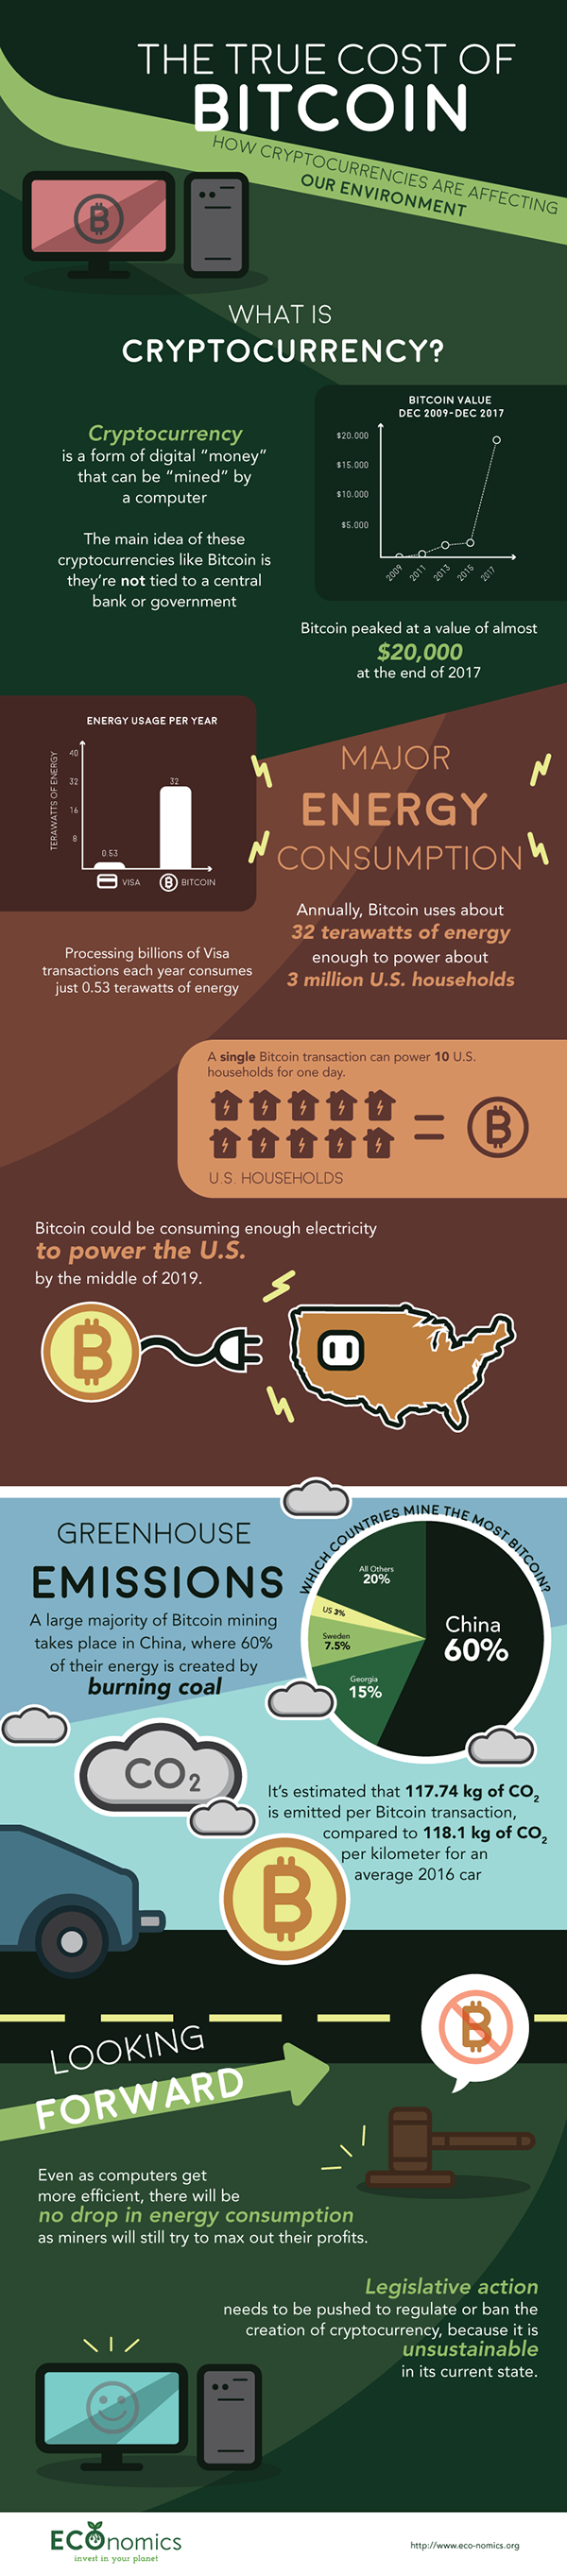 THE TRUE COST OF
BITCOIN
HOW CRYPTOCURRENCIES ARE AFFECTING
OUR ENVIRONMENT
WHAT IS
CRYPTOCURRENCY?
Cryptocurrency
is a form of digital "money"
that can be "mined" by
a computer
The main idea of these
cryptocurrencies like Bitcoin is
they're not tied to a central
bank or government
BITCOIN VALUE
DEC 2009-DEC 2017
$20.000
$15.000
$10.000
$5.000
2009
2011
2013
2015
2017
Bitcoin peaked at a value of almost
$20,000
at the end of 2017
ENERGY USAGE PER YEAR
TERAWATTS OF ENERGY
40
32
16
8
0.53
32
VISA
BITCOIN
Processing billions of Visa
transactions each year consumes
just 0.53 terawatts of energy
MAJOR
ENERGY
CONSUMPTION
Annually, Bitcoin uses about
32 terawatts of energy
enough to power about
3 million U.S. households
A single Bitcoin transaction can power 10 U.S.
households for one day.
U.S. HOUSEHOLDS
Bitcoin could be consuming enough electricity
to power the U.S.
by the middle of 2019.
GREENHOUSE
EMISSIONS
A large majority of Bitcoin mining
takes place in China, where 60%
of their energy is created by
burning coal
WHICH COUNTRIES MINE THE MOST BITCOIN?
All Others
20%
US 3%
Sweden
7.5%
Georgia
15%
China
60%
CO2
It's estimated that 117.74 kg of CO2
is emitted per Bitcoin transaction,
compared to 118.1 kg of CO2
per kilometer for an
average 2016 car
LOOKING
FORWARD
Even as computers get
more efficient, there will be
no drop in energy consumption
as miners will still try to max out their profits.
Legislative action
needs to be pushed to regulate or ban the
creation of cryptocurrency, because it is
unsustainable
in its current state.
ECOnomics
invest in your planet
http://www.eco-nomics.org